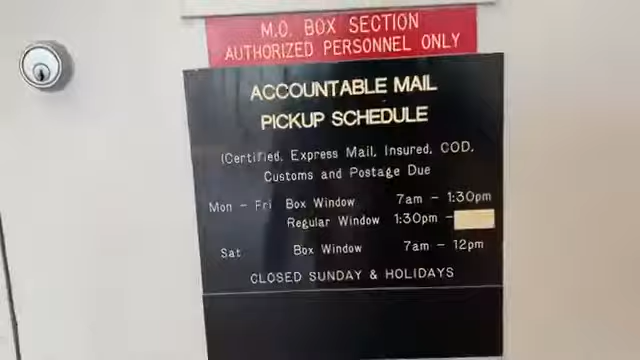 M.O. BOX SECTION
AUTHORIZED PERSONNEL ONLY
ACCOUNTABLE MAIL
PICKUP SCHEDULE
(Certified, Express Mail, Insured, COD,
Customs and Postage Due
Mon - Fri Box Window 7am - 1:30pm
Regular Window 1:30pm -
Sat Box Window 7am - 12pm
CLOSED SUNDAY & HOLIDAYS